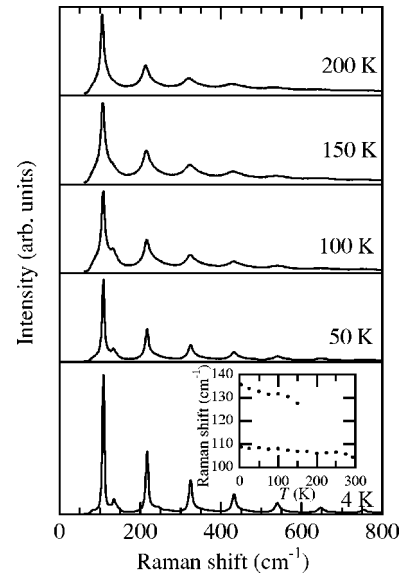 200 K
150 K
100 K
50 K
4 K
Intensity (arb. units)
140
130
120
110
100
Raman shift (cm⁻¹)
0 100 200 300
T (K)
0 200 400 600 800
Raman shift (cm⁻¹)